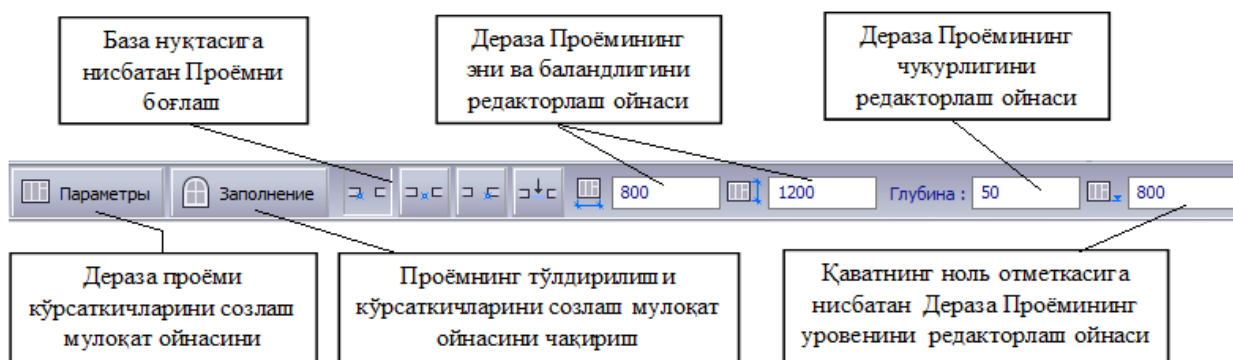 База нуқтасига
нисбатан Проёмни
боғлаш
Дераза Проёмининг
эни ва баландлигини
редакторлаш ойнаси
Дераза Проёмининг
чуқурлигини
редакторлаш ойнаси
Параметры
Заполнение
800
1200
Глубина :
50
800
Дераза проёми
кўрсаткичларини созлаш
мулоқат ойнасини
Проёмнинг тўлдирилиши
кўрсаткичларини созлаш мулоқат
ойнасини чақириш
Қаватнинг ноль отметкасига
нисбатан Дераза Проёмининг
уровенини редакторлаш ойнаси